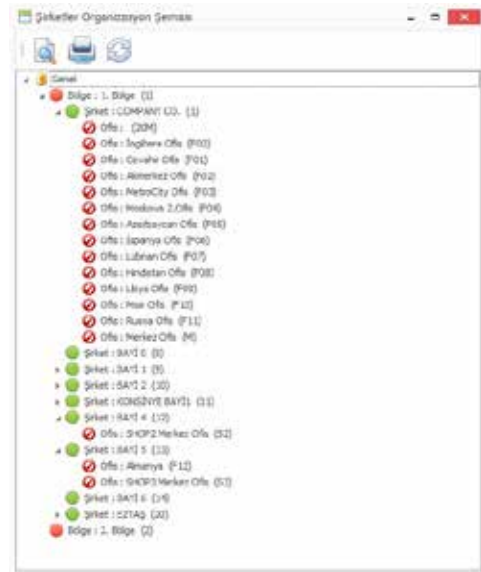 Şirketler Organizasyon Şeması
Genel
Bölge : 1. Bölge (1)
Şirket : COMPANY CO. (1)
Ofis : (20M)
Ofis : İngiltere Ofis (F00)
Ofis : Cevahir Ofis (F01)
Ofis : Akmerkez Ofis (F02)
Ofis : MetroCity Ofis (F03)
Ofis : Moskova 2.Ofis (F04)
Ofis : Azerbaycan Ofis (F05)
Ofis : İspanya Ofis (F06)
Ofis : Lübnan Ofis (F07)
Ofis : Hindistan Ofis (F08)
Ofis : Libya Ofis (F09)
Ofis : Mısır Ofis (F10)
Ofis : Rusya Ofis (F11)
Ofis : Merkez Ofis (M)
Şirket : BAYİ 0 (8)
Şirket : BAYİ 1 (9)
Şirket : BAYİ 2 (10)
Şirket : KONSİNYE BAYİİ. (11)
Şirket : BAYİ 4 (12)
Ofis : SHOP2 Merkez Ofis (S2)
Şirket : BAYİ 5 (13)
Ofis : Almanya (F12)
Ofis : SHOP3 Merkez Ofis (S3)
Şirket : BAYİ 6 (14)
Şirket : EZTAŞ (20)
Bölge : 2. Bölge (2)